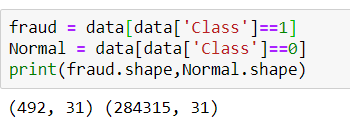 fraud = data[data['Class']==1]
Normal = data[data['Class']==0]
print(fraud.shape,Normal.shape)
(492, 31) (284315, 31)